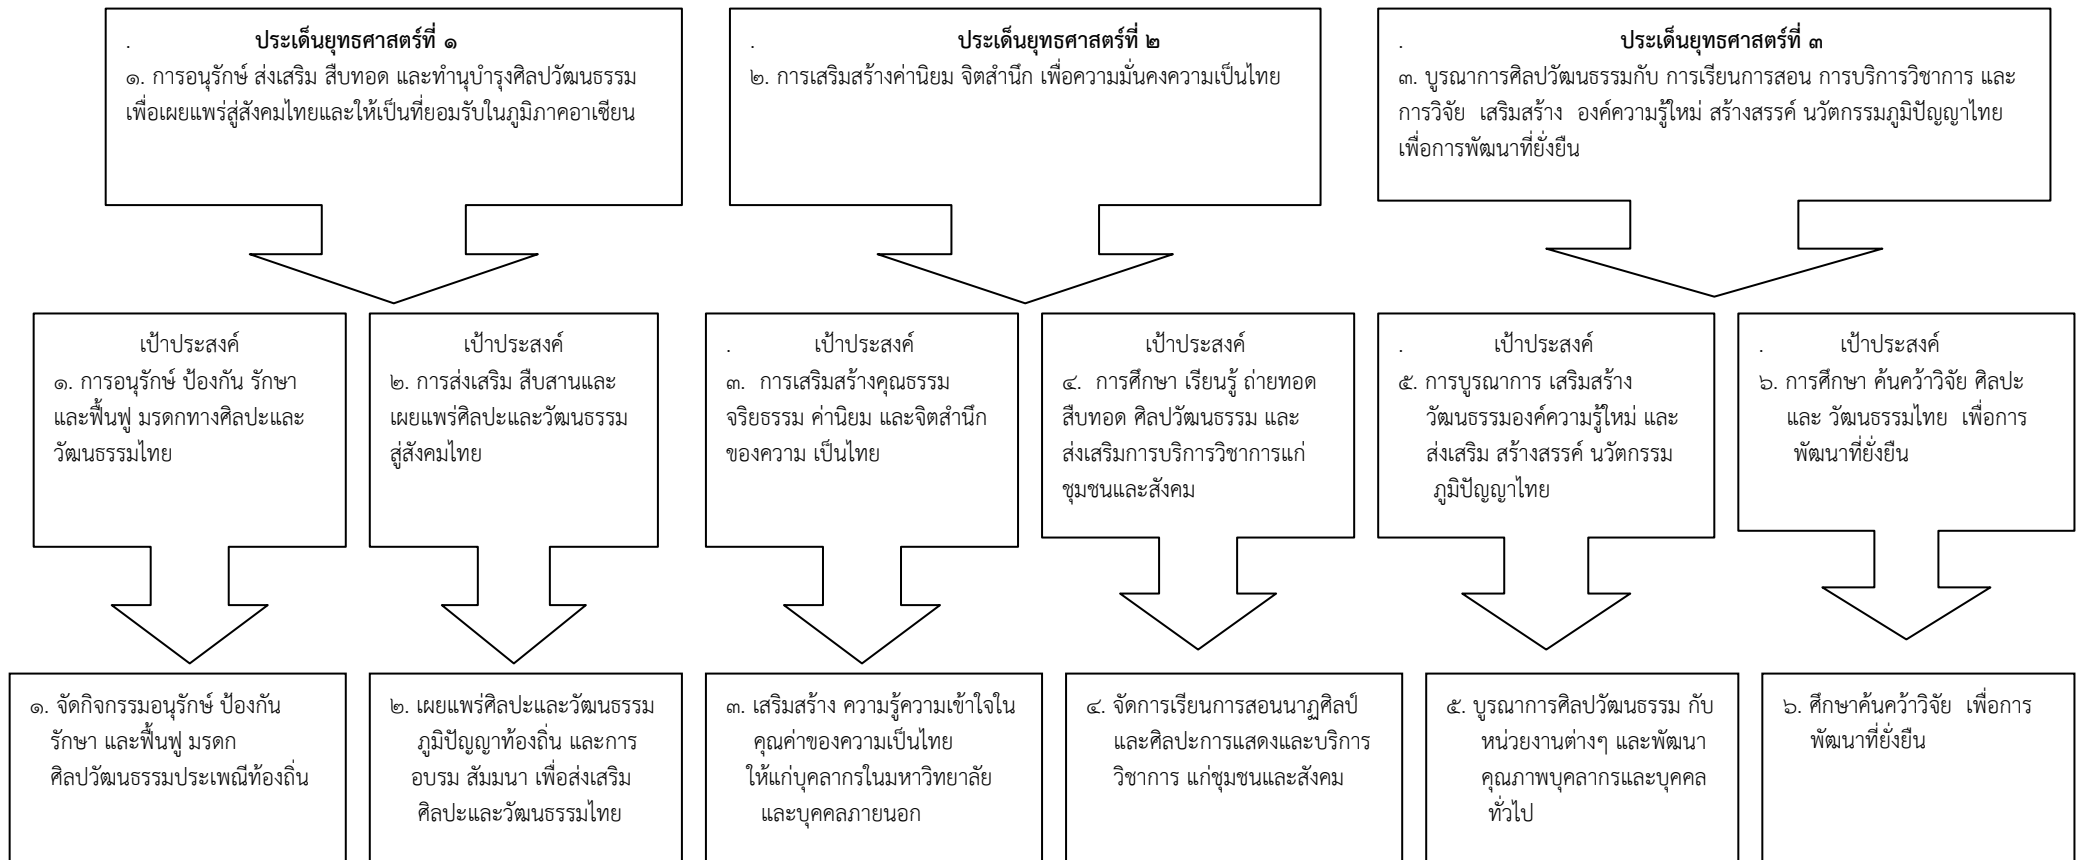 . ประเด็นยุทธศาสตร์ที่ ๑
๑. การอนุรักษ์ ส่งเสริม สืบทอด และทำนุบำรุงศิลปวัฒนธรรม
เพื่อเผยแพร่สู่สังคมไทยและให้เป็นที่ยอมรับในภูมิภาคอาเซียน
. ประเด็นยุทธศาสตร์ที่ ๒
๒. การเสริมสร้างค่านิยม จิตสำนึก เพื่อความมั่นคงความเป็นไทย
. ประเด็นยุทธศาสตร์ที่ ๓
๓. บูรณาการศิลปวัฒนธรรมกับ การเรียนการสอน การบริการวิชาการ และ
การวิจัย เสริมสร้าง องค์ความรู้ใหม่ สร้างสรรค์ นวัตกรรมภูมิปัญญาไทย
เพื่อการพัฒนาที่ยั่งยืน
เป้าประสงค์
๑. การอนุรักษ์ ป้องกัน รักษา
และฟื้นฟู มรดกทางศิลปะและ
วัฒนธรรมไทย
เป้าประสงค์
๒. การส่งเสริม สืบสานและ
เผยแพร่ศิลปะและวัฒนธรรม
สู่สังคมไทย
. เป้าประสงค์
๓. การเสริมสร้างคุณธรรม
จริยธรรม ค่านิยม และจิตสำนึก
ของความ เป็นไทย
เป้าประสงค์
๔. การศึกษา เรียนรู้ ถ่ายทอด
สืบทอด ศิลปวัฒนธรรม และ
ส่งเสริมการบริการวิชาการแก่
ชุมชนและสังคม
. เป้าประสงค์
๕. การบูรณาการ เสริมสร้าง
วัฒนธรรมองค์ความรู้ใหม่ และ
ส่งเสริม สร้างสรรค์ นวัตกรรม
ภูมิปัญญาไทย
. เป้าประสงค์
๖. การศึกษา ค้นคว้าวิจัย ศิลปะ
และ วัฒนธรรมไทย เพื่อการ
พัฒนาที่ยั่งยืน
๑. จัดกิจกรรมอนุรักษ์ ป้องกัน
รักษา และฟื้นฟู มรดก
ศิลปวัฒนธรรมประเพณีท้องถิ่น
๒. เผยแพร่ศิลปะและวัฒนธรรม
ภูมิปัญญาท้องถิ่น และการ
อบรม สัมมนา เพื่อส่งเสริม
ศิลปะและวัฒนธรรมไทย
๓. เสริมสร้าง ความรู้ความเข้าใจใน
คุณค่าของความเป็นไทย
ให้แก่บุคลากรในมหาวิทยาลัย
และบุคคลภายนอก
๔. จัดการเรียนการสอนนาฏศิลป์
และศิลปะการแสดงและบริการ
วิชาการ แก่ชุมชนและสังคม
๕. บูรณาการศิลปวัฒนธรรม กับ
หน่วยงานต่างๆ และพัฒนา
คุณภาพบุคลากรและบุคคล
ทั่วไป
๖. ศึกษาค้นคว้าวิจัย เพื่อการ
พัฒนาที่ยั่งยืน